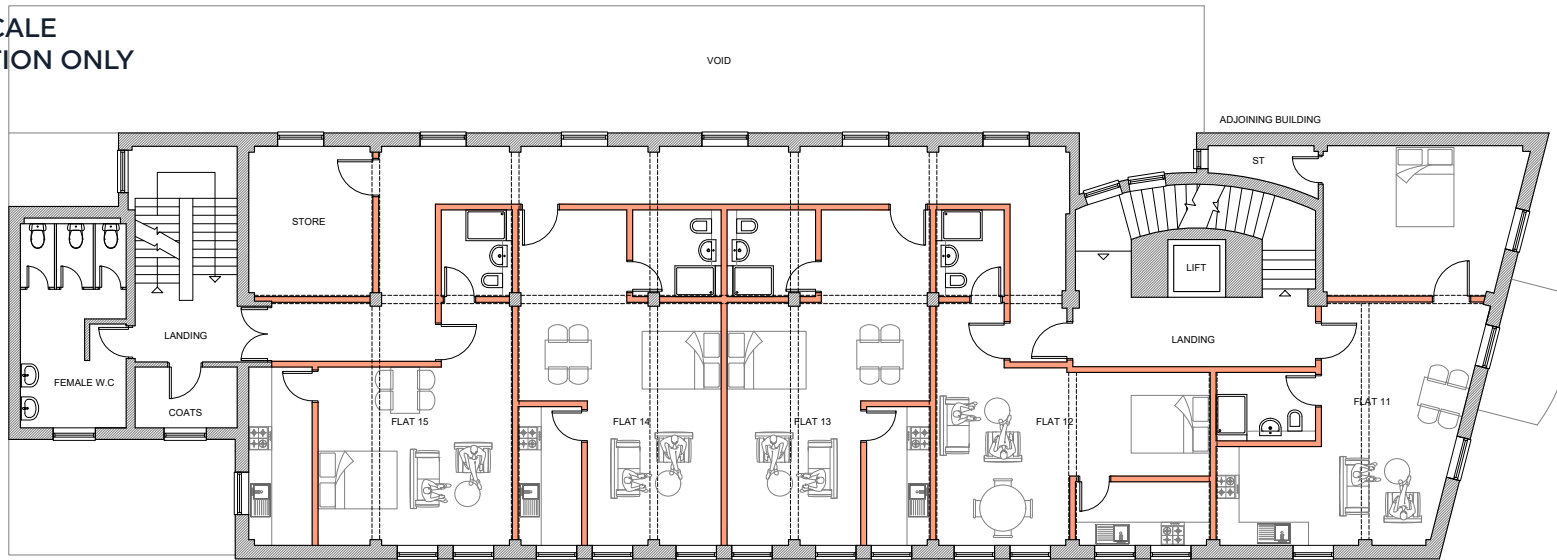 CALE
TION ONLY
VOID
ADJOINING BUILDING
ST
STORE
LIFT
LANDING
LANDING
FEMALE W.C
COATS
FLAT 15
FLAT 14
FLAT 13
FLAT 12
FLAT 11